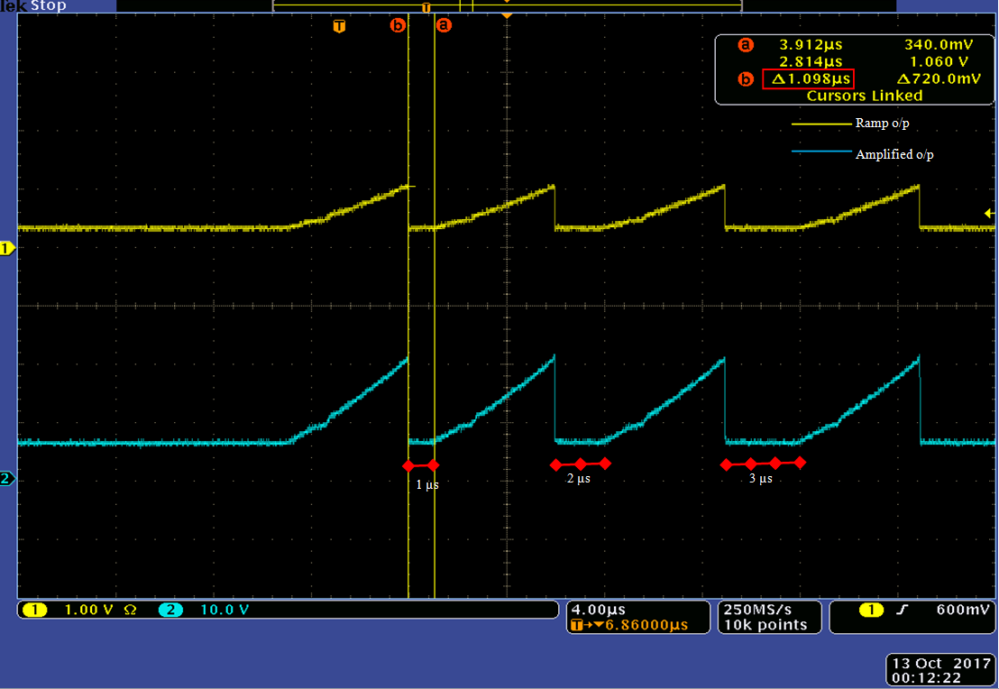 Tek Stop
T
T b a
a 3.912µs 340.0mV
2.814µs 1.060 V
b Δ1.098µs Δ720.0mV
Cursors Linked
Ramp o/p
Amplified o/p
1
2
1 µs
2 µs
3 µs
1 1.00 V Ω 2 10.0 V
4.00µs
T→▼6.86000µs
250MS/s
10k points
1 600mV
13 Oct 2017
00:12:22